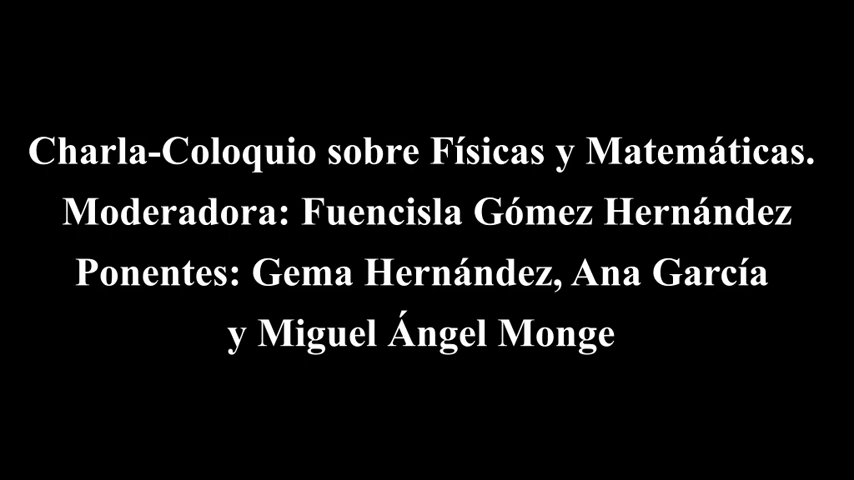 Charla-Coloquio sobre Físicas y Matemáticas.
Moderadora: Fuencisla Gómez Hernández
Ponentes: Gema Hernández, Ana García
y Miguel Ángel Monge